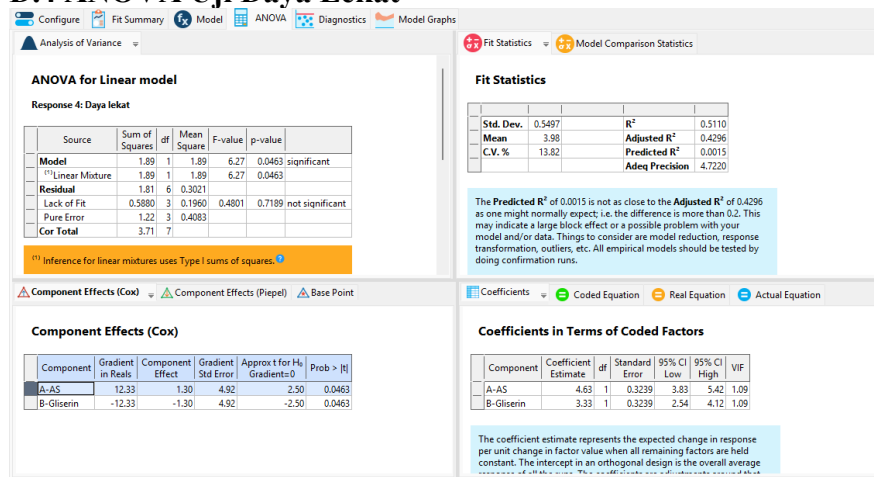 D.4 ANOVA Uji Daya Lekat
Configure Fit Summary Model ANOVA Diagnostics Model Graphs
Analysis of Variance
ANOVA for Linear model
Response 4: Daya lekat
Source Sum of Squares df Mean Square F-value p-value
Model 1.89 1 1.89 6.27 0.0463 significant
(1)Linear Mixture 1.89 1 1.89 6.27 0.0463
Residual 1.81 6 0.3021
Lack of Fit 0.5880 3 0.1960 0.4801 0.7189 not significant
Pure Error 1.22 3 0.4083
Cor Total 3.71 7
(1) Inference for linear mixtures uses Type I sums of squares.
Fit Statistics Model Comparison Statistics
Fit Statistics
Std. Dev. 0.5497 R² 0.5110
Mean 3.98 Adjusted R² 0.4296
C.V. % 13.82 Predicted R² 0.0015
Adeq Precision 4.7220
The Predicted R² of 0.0015 is not as close to the Adjusted R² of 0.4296
as one might normally expect; i.e. the difference is more than 0.2. This
may indicate a large block effect or a possible problem with your
model and/or data. Things to consider are model reduction, response
transformation, outliers, etc. All empirical models should be tested by
doing confirmation runs.
Component Effects (Cox) Component Effects (Piepel) Base Point
Component Effects (Cox)
Component Gradient in Reals Component Effect Gradient Std Error Approx t for H₀ Gradient=0 Prob > |t|
A-AS 12.33 1.30 4.92 2.50 0.0463
B-Gliserin -12.33 -1.30 4.92 -2.50 0.0463
Coefficients Coded Equation Real Equation Actual Equation
Coefficients in Terms of Coded Factors
Component Coefficient Estimate df Standard Error 95% CI Low 95% CI High VIF
A-AS 4.63 1 0.3239 3.83 5.42 1.09
B-Gliserin 3.33 1 0.3239 2.54 4.12 1.09
The coefficient estimate represents the expected change in response
per unit change in factor value when all remaining factors are held
constant. The intercept in an orthogonal design is the overall average